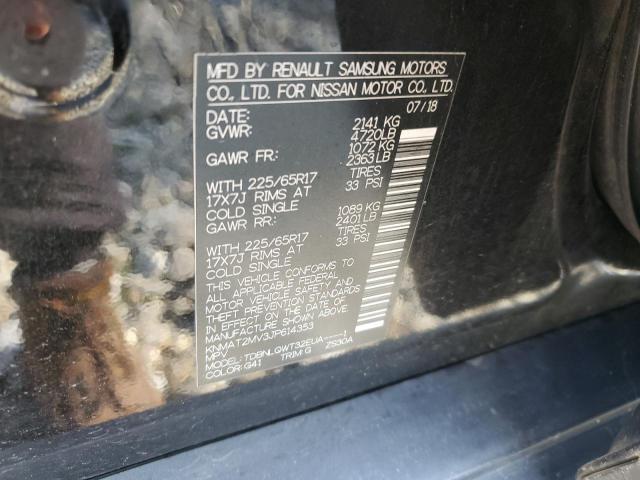 MFD BY RENAULT SAMSUNG MOTORS
CO., LTD. FOR NISSAN MOTOR CO., LTD.
DATE: 07/18
GVWR: 2141 KG
4720LB
GAWR FR: 1072 KG
2363 LB
WITH 225/65R17 TIRES
17X7J RIMS AT 33 PSI
COLD SINGLE
GAWR RR: 1089 KG
2401 LB
WITH 225/65R17 TIRES
17X7J RIMS AT 33 PSI
COLD SINGLE
THIS VEHICLE CONFORMS TO
ALL APPLICABLE FEDERAL
MOTOR VEHICLE SAFETY AND
THEFT PREVENTION STANDARDS
IN EFFECT ON THE DATE OF
MANUFACTURE SHOWN ABOVE.
KNMAT2MV3JP614353
MPV
MODEL: TDBNLQWT32EUA-----1
COLOR: G41 TRIM: G Z530A